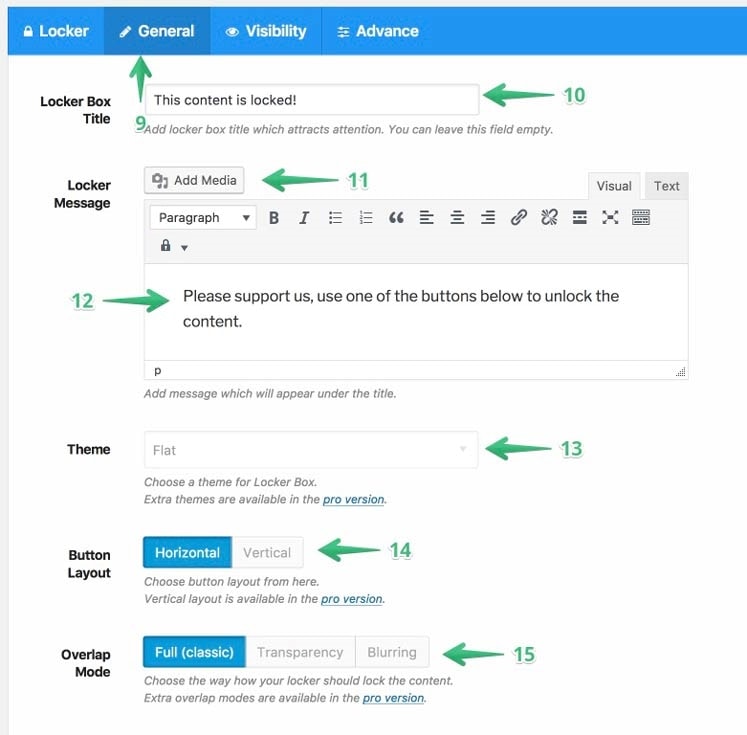 Locker General Visibility Advance
Locker Box Title
This content is locked!
10
9
Add locker box title which attracts attention. You can leave this field empty.
Locker Message
Add Media
11
Visual Text
Paragraph B I
12
Please support us, use one of the buttons below to unlock the
content.
p
Add message which will appear under the title.
Theme
Flat
13
Choose a theme for Locker Box.
Extra themes are available in the pro version.
Button Layout
Horizontal Vertical
14
Choose button layout from here.
Vertical layout is available in the pro version.
Overlap Mode
Full (classic) Transparency Blurring
15
Choose the way how your locker should lock the content.
Extra overlap modes are available in the pro version.